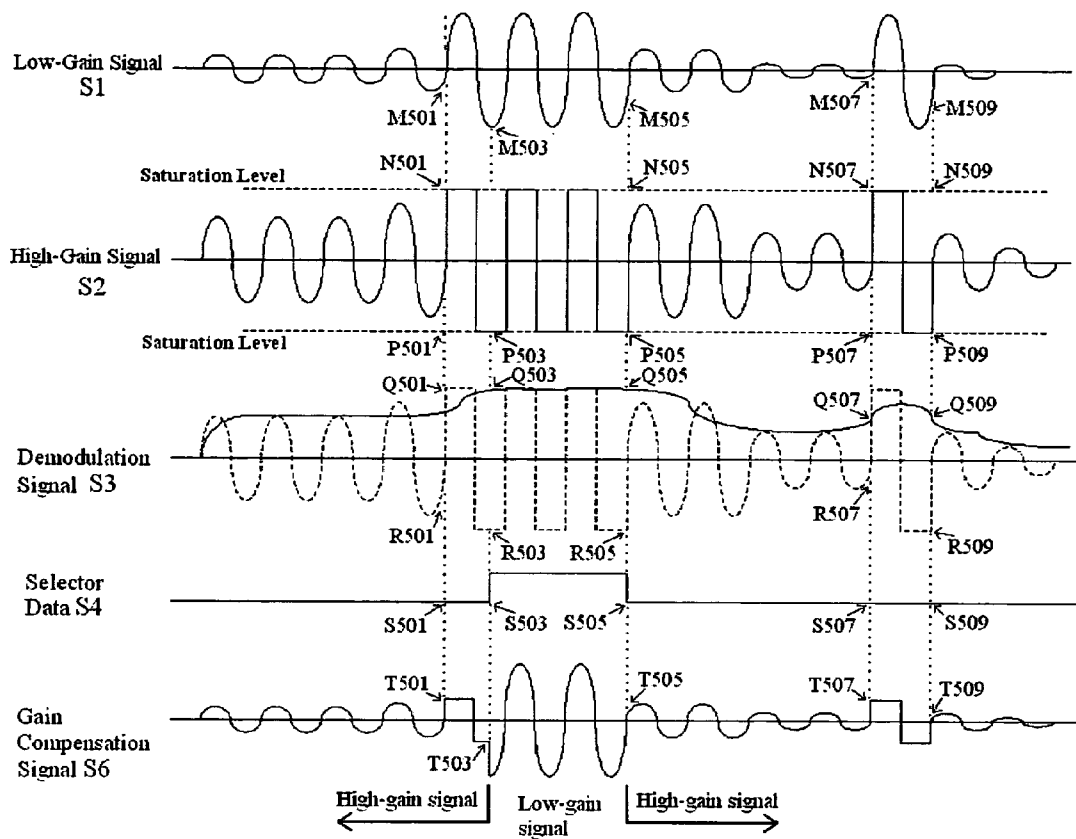 Low-Gain Signal
S1
M501
M503
M505
M507
M509
N501
N505
N507
N509
Saturation Level
High-Gain Signal
S2
Saturation Level
P501
P503
P505
P507
P509
Q501
Q503
Q505
Q507
Q509
Demodulation
Signal S3
R501
R503
R505
R507
R509
Selector
Data S4
S501
S503
S505
S507
S509
T501
T505
T507
T509
Gain
Compensation
Signal S6
T503
High-gain signal
Low-gain
signal
High-gain signal